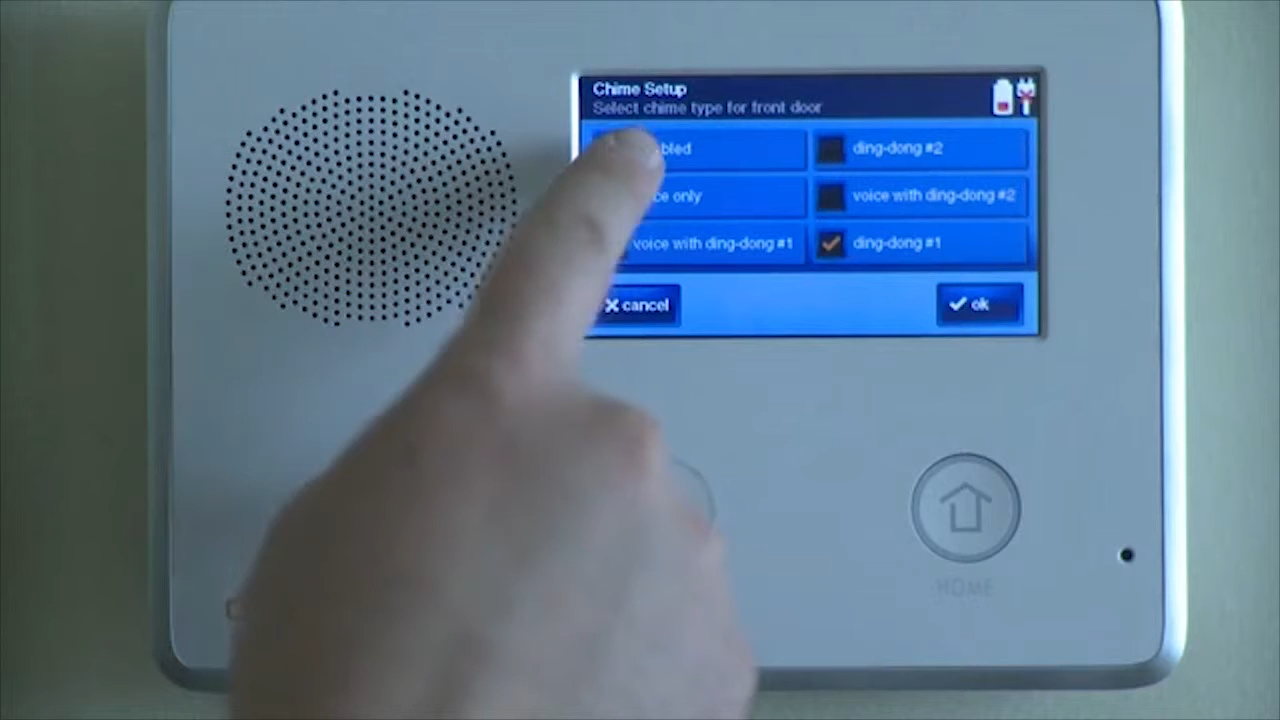 Chime Setup
Select chime type for front door
bled
ding-dong #2
ce only
voice with ding-dong #2
voice with ding-dong #1
ding-dong #1
cancel
ok
HOME